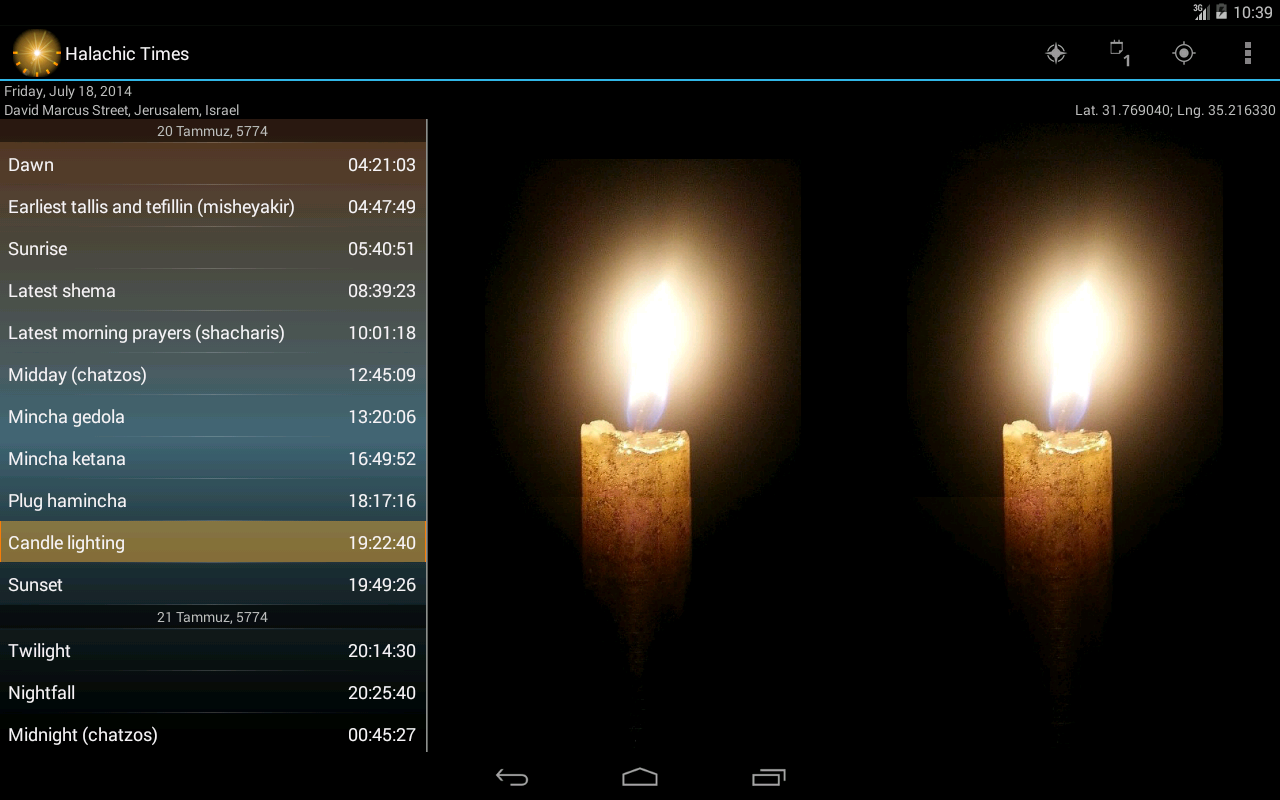 3G 10:39
Halachic Times
1
Friday, July 18, 2014
David Marcus Street, Jerusalem, Israel
Lat. 31.769040; Lng. 35.216330
20 Tammuz, 5774
Dawn 04:21:03
Earliest tallis and tefillin (misheyakir) 04:47:49
Sunrise 05:40:51
Latest shema 08:39:23
Latest morning prayers (shacharis) 10:01:18
Midday (chatzos) 12:45:09
Mincha gedola 13:20:06
Mincha ketana 16:49:52
Plug hamincha 18:17:16
Candle lighting 19:22:40
Sunset 19:49:26
21 Tammuz, 5774
Twilight 20:14:30
Nightfall 20:25:40
Midnight (chatzos) 00:45:27